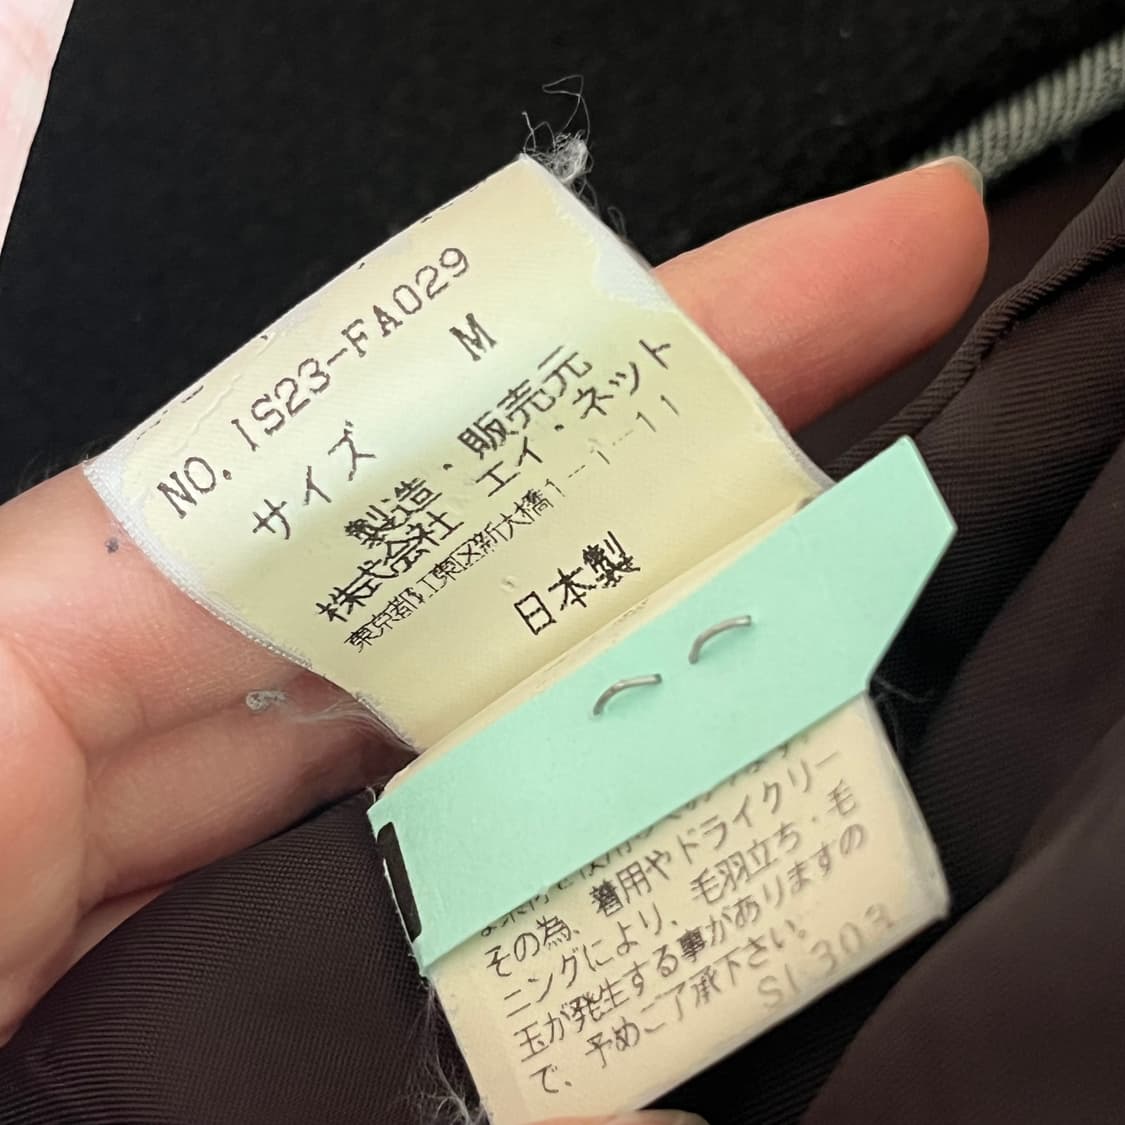 NO. IS23-FA029
サイズ M
製造・販売元
株式会社 エイ・ネット
東京都江東区新大橋1-1-11
日本製
その為、着用やドライクリー
ニングにより、毛羽立ち・毛
玉が発生する事がありますの
で、予めご了承下さい。